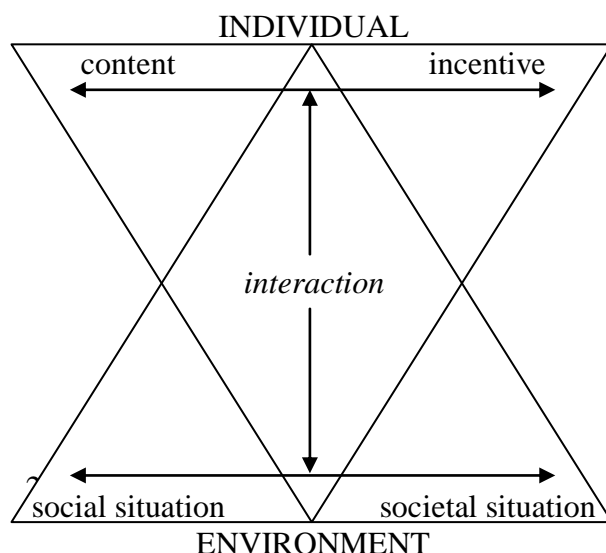 INDIVIDUAL
content incentive
interaction
social situation societal situation
ENVIRONMENT